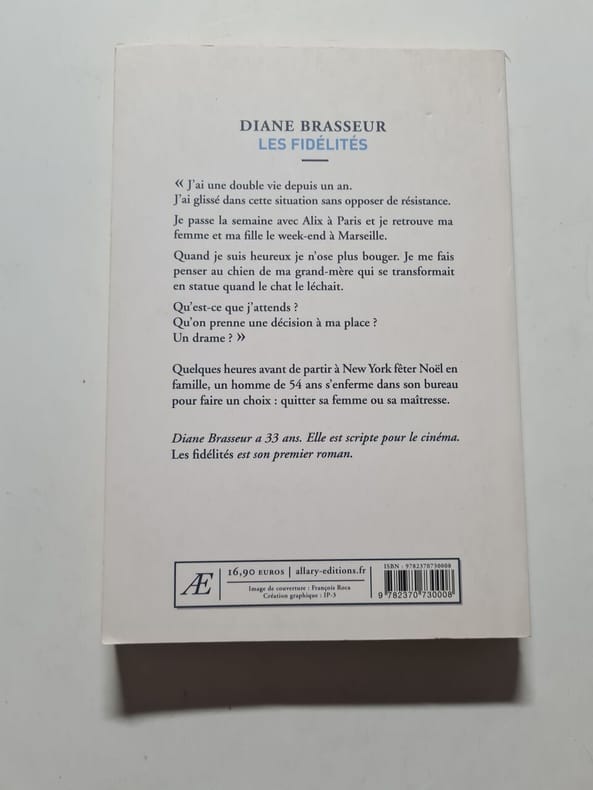 DIANE BRASSEUR
LES FIDÉLITÉS
« J'ai une double vie depuis un an.
J'ai glissé dans cette situation sans opposer de résistance.
Je passe la semaine avec Alix à Paris et je retrouve ma
femme et ma fille le week-end à Marseille.
Quand je suis heureux je n'ose plus bouger. Je me fais
penser au chien de ma grand-mère qui se transformait
en statue quand le chat le léchait.
Qu'est-ce que j'attends ?
Qu'on prenne une décision à ma place ?
Un drame ? »
Quelques heures avant de partir à New York fêter Noël en
famille, un homme de 54 ans s'enferme dans son bureau
pour faire un choix : quitter sa femme ou sa maîtresse.
Diane Brasseur a 33 ans. Elle est scripte pour le cinéma.
Les fidélités est son premier roman.
Æ
16,90 EUROS | allary-editions.fr
Image de couverture : François Roca
Création graphique : IP-3
ISBN : 9782370730008
9 782370 730008